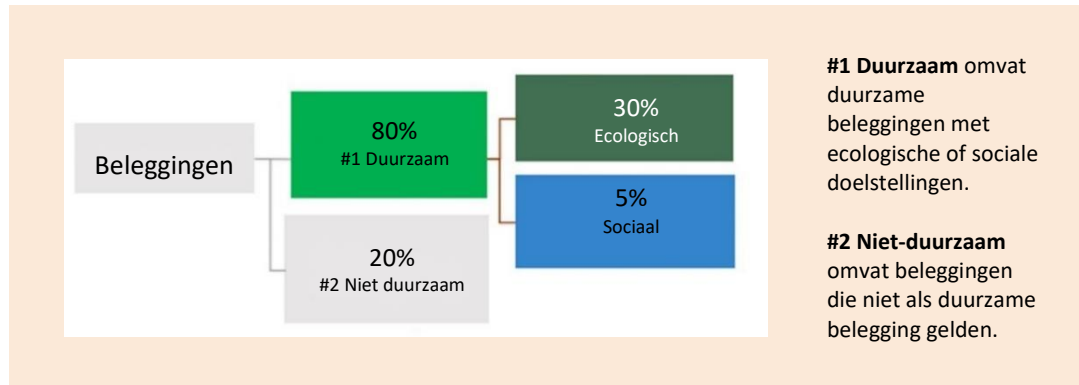 Beleggingen
80%
#1 Duurzaam
20%
#2 Niet duurzaam
30%
Ecologisch
5%
Sociaal
#1 Duurzaam omvat
duurzame
beleggingen met
ecologische of sociale
doelstellingen.
#2 Niet-duurzaam
omvat beleggingen
die niet als duurzame
belegging gelden.